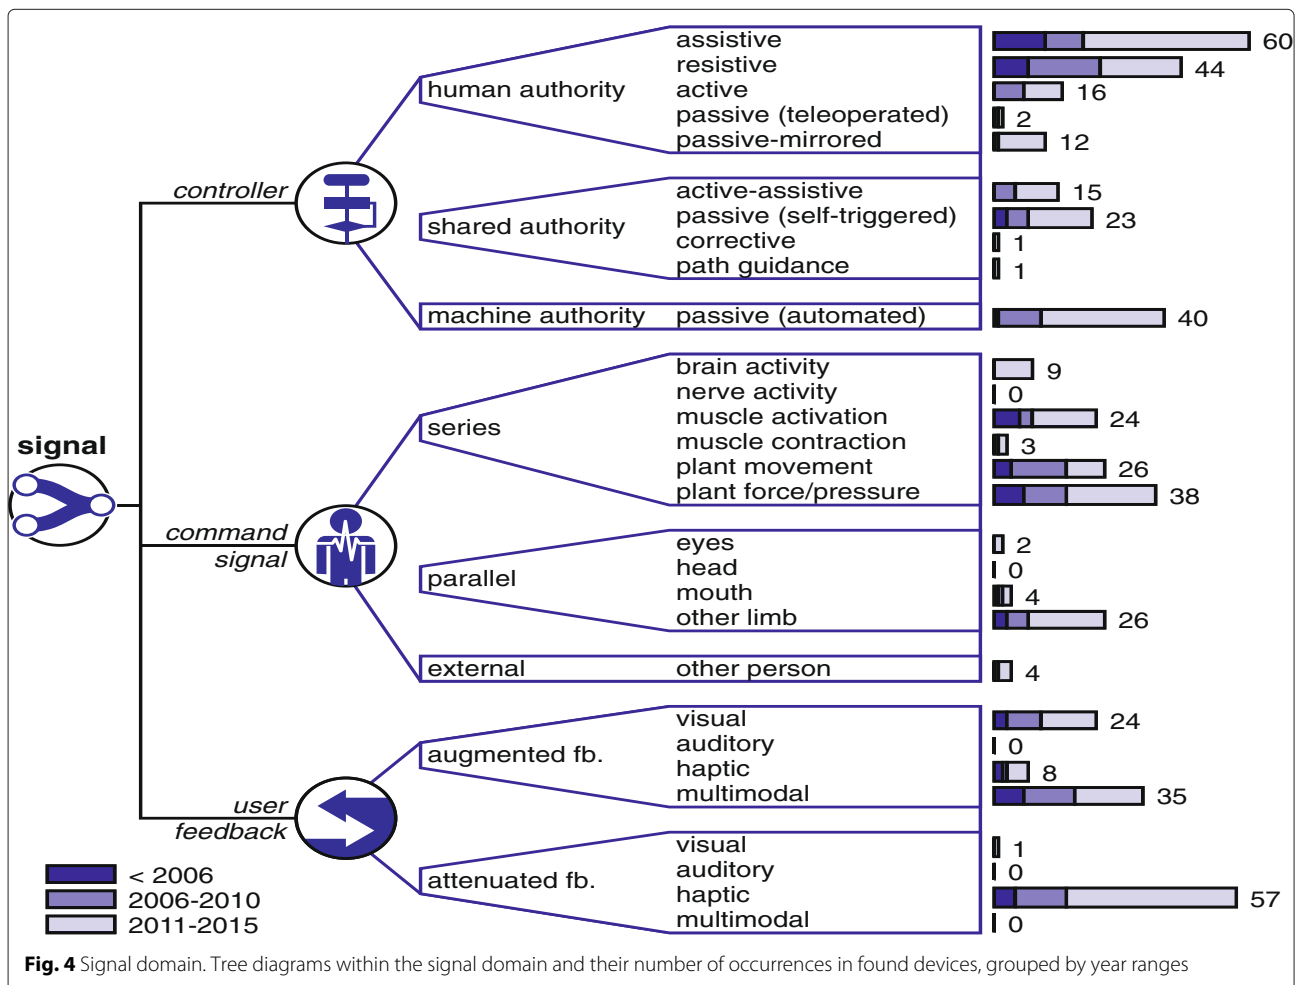 assistive 60
resistive 44
human authority active 16
passive (teleoperated) 2
passive-mirrored 12
controller
active-assistive 15
passive (self-triggered) 23
shared authority
corrective 1
path guidance 1
machine authority passive (automated) 40
brain activity 9
nerve activity 0
muscle activation 24
series
muscle contraction 3
signal
plant movement 26
plant force/pressure 38
command
signal
eyes 2
head 0
parallel
mouth 4
other limb 26
external other person 4
visual 24
auditory 0
augmented fb.
haptic 8
multimodal 35
user
feedback
visual 1
auditory 0
attenuated fb.
haptic 57
multimodal 0
< 2006
2006-2010
2011-2015
Fig. 4 Signal domain. Tree diagrams within the signal domain and their number of occurrences in found devices, grouped by year ranges